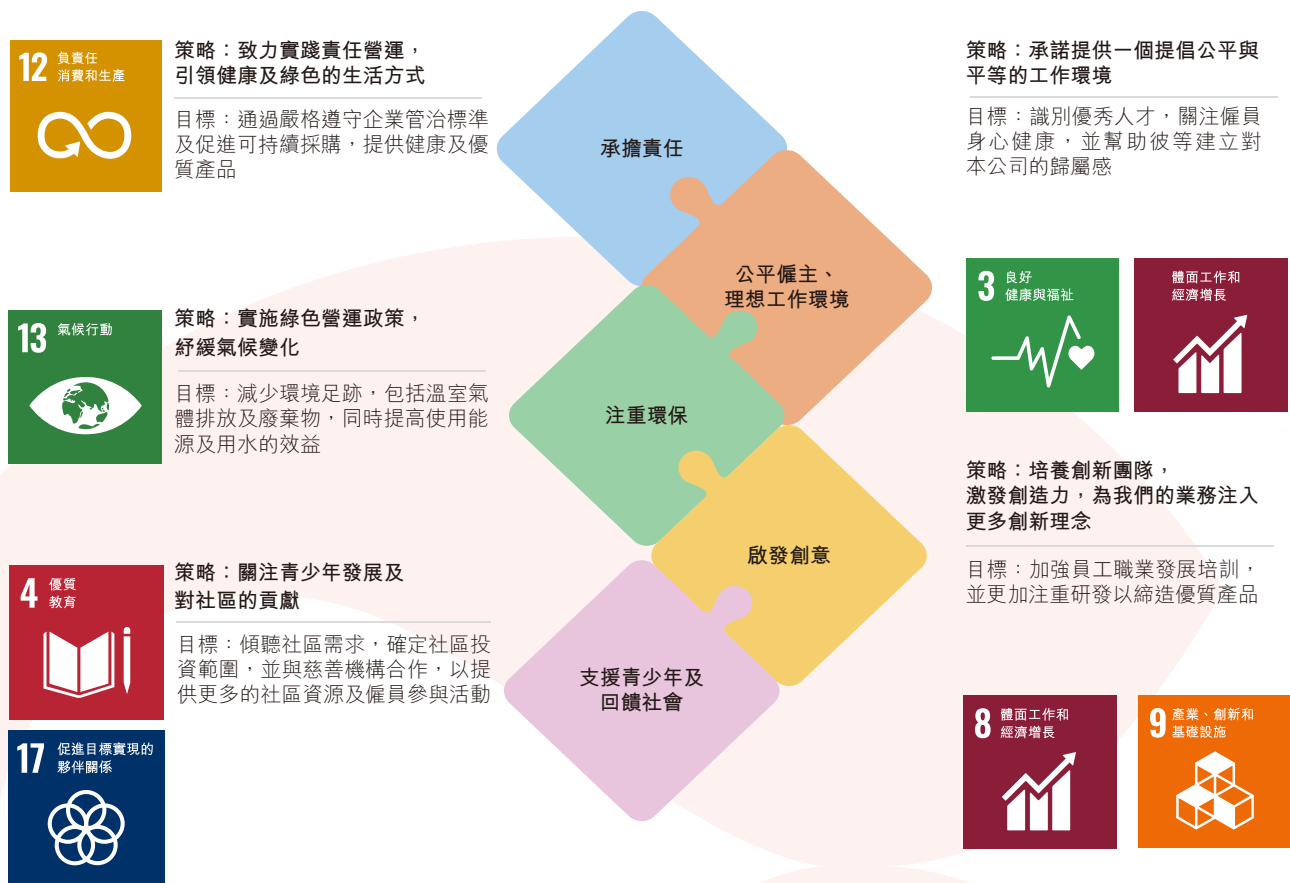 12
負責任
消費和生產
策略：致力實踐責任營運，
引領健康及綠色的生活方式
目標：通過嚴格遵守企業管治標準
及促進可持續採購，提供健康及優
質產品
承擔責任
策略：承諾提供一個提倡公平與
平等的工作環境
目標：識別優秀人才，關注僱員
身心健康，並幫助彼等建立對
本公司的歸屬感
公平僱主、
理想工作環境
3
良好
健康與福祉
體面工作和
經濟增長
13
氣候行動
策略：實施綠色營運政策，
紓緩氣候變化
目標：減少環境足跡，包括溫室氣
體排放及廢棄物，同時提高使用能
源及用水的效益
注重環保
策略：培養創新團隊，
激發創造力，為我們的業務注入
更多創新理念
目標：加強員工職業發展培訓，
並更加注重研發以締造優質產品
啟發創意
8
體面工作和
經濟增長
9
產業、創新和
基礎設施
4
優質
教育
策略：關注青少年發展及
對社區的貢獻
目標：傾聽社區需求，確定社區投
資範圍，並與慈善機構合作，以提
供更多的社區資源及僱員參與活動
支援青少年及
回饋社會
17
促進目標實現的
夥伴關係